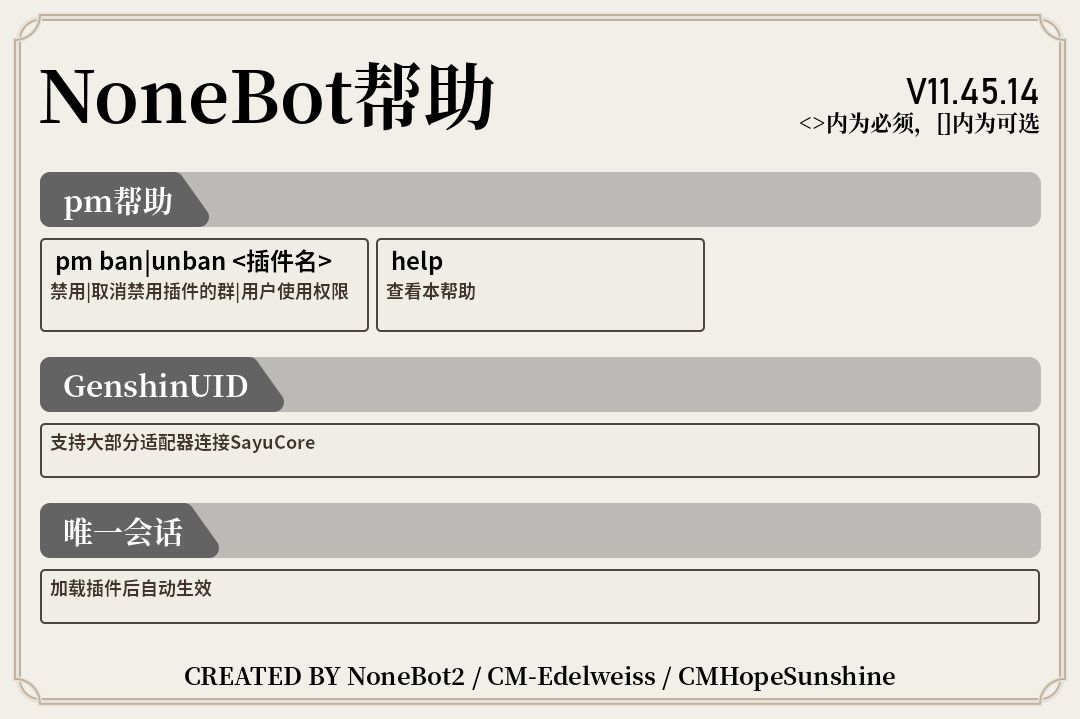 NoneBot帮助
V11.45.14
<>内为必须，[]内为可选
pm帮助
pm ban|unban <插件名>
禁用|取消禁用插件的群|用户使用权限
help
查看本帮助
GenshinUID
支持大部分适配器连接SayuCore
唯一会话
加载插件后自动生效
CREATED BY NoneBot2 / CM-Edelweiss / CMHopeSunshine